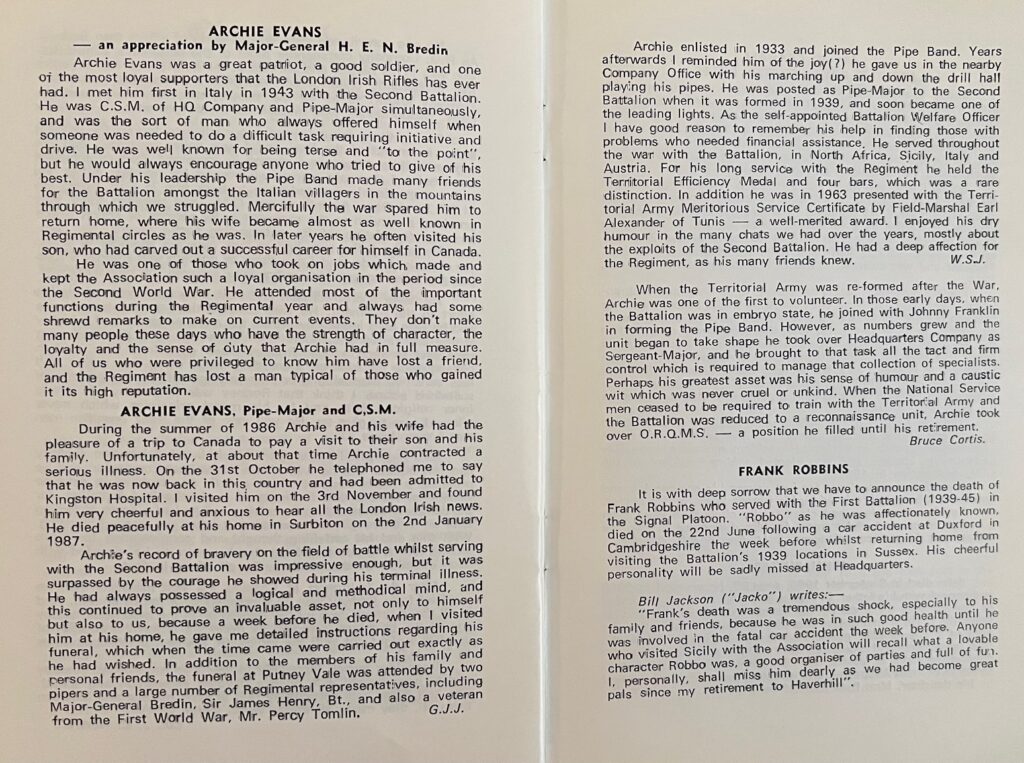 ARCHIE EVANS
— an appreciation by Major-General H. E. N. Bredin
Archie Evans was a great patriot, a good soldier, and one
of the most loyal supporters that the London Irish Rifles has ever
had. I met him first in Italy in 1943 with the Second Battalion.
He was C.S.M. of HQ Company and Pipe-Major simultaneously,
and was the sort of man who always offered himself when
someone was needed to do a difficult task requiring initiative and
drive. He was well known for being terse and "to the point",
but he would always encourage anyone who tried to give of his
best. Under his leadership the Pipe Band made many friends
for the Battalion amongst the Italian villagers in the mountains
through which we struggled. Mercifully the war spared him to
return home, where his wife became almost as well known in
Regimental circles as he was. In later years he often visited his
son, who had carved out a successful career for himself in Canada.
He was one of those who took on jobs which made and
kept the Association such a loyal organisation in the period since
the Second World War. He attended most of the important
functions during the Regimental year and always had some
shrewd remarks to make on current events. They don't make
many people these days who have the strength of character, the
loyalty and the sense of duty that Archie had in full measure.
All of us who were privileged to know him have lost a friend,
and the Regiment has lost a man typical of those who gained
it its high reputation.
ARCHIE EVANS, Pipe-Major and C.S.M.
During the summer of 1986 Archie and his wife had the
pleasure of a trip to Canada to pay a visit to their son and his
family. Unfortunately, at about that time Archie contracted a
serious illness. On the 31st October he telephoned me to say
that he was now back in this country and had been admitted to
Kingston Hospital. I visited him on the 3rd November and found
him very cheerful and anxious to hear all the London Irish news.
He died peacefully at his home in Surbiton on the 2nd January
1987.
Archie's record of bravery on the field of battle whilst serving
with the Second Battalion was impressive enough, but it was
surpassed by the courage he showed during his terminal illness.
He had always possessed a logical and methodical mind, and
this continued to prove an invaluable asset, not only to himself
but also to us, because a week before he died, when I visited
him at his home, he gave me detailed instructions regarding his
funeral, which when the time came were carried out exactly as
he had wished. In addition to the members of his family and
personal friends, the funeral at Putney Vale was attended by two
pipers and a large number of Regimental representatives, including
Major-General Bredin, Sir James Henry, Bt., and also a veteran
from the First World War, Mr. Percy Tomlin. G.J.J.
Archie enlisted in 1933 and joined the Pipe Band. Years
afterwards I reminded him of the joy(?) he gave us in the nearby
Company Office with his marching up and down the drill hall
playing his pipes. He was posted as Pipe-Major to the Second
Battalion when it was formed in 1939, and soon became one of
the leading lights. As the self-appointed Battalion Welfare Officer
I have good reason to remember his help in finding those with
problems who needed financial assistance. He served throughout
the war with the Battalion, in North Africa, Sicily, Italy and
Austria. For his long service with the Regiment he held the
Territorial Efficiency Medal and four bars, which was a rare
distinction. In addition he was in 1963 presented with the Terri-
torial Army Meritorious Service Certificate by Field-Marshal Earl
Alexander of Tunis — a well-merited award. I enjoyed his dry
humour in the many chats we had over the years, mostly about
the exploits of the Second Battalion. He had a deep affection for
the Regiment, as his many friends knew. W.S.J.
When the Territorial Army was re-formed after the War,
Archie was one of the first to volunteer. In those early days, when
the Battalion was in embryo state, he joined with Johnny Franklin
in forming the Pipe Band. However, as numbers grew and the
unit began to take shape he took over Headquarters Company as
Sergeant-Major, and he brought to that task all the tact and firm
control which is required to manage that collection of specialists.
Perhaps his greatest asset was his sense of humour and a caustic
wit which was never cruel or unkind. When the National Service
men ceased to be required to train with the Territorial Army and
the Battalion was reduced to a reconnaissance unit, Archie took
over O.R.Q.M.S. — a position he filled until his retirement.
Bruce Cortis.
FRANK ROBBINS
It is with deep sorrow that we have to announce the death of
Frank Robbins who served with the First Battalion (1939-45) in
the Signal Platoon. "Robbo" as he was affectionately known,
died on the 22nd June following a car accident at Duxford in
Cambridgeshire the week before whilst returning home from
visiting the Battalion's 1939 locations in Sussex. His cheerful
personality will be sadly missed at Headquarters.
Bill Jackson ("Jacko") writes:—
"Frank's death was a tremendous shock, especially to his
family and friends, because he was in such good health until he
was involved in the fatal car accident the week before. Anyone
who visited Sicily with the Association will recall what a lovable
character Robbo was, a good organiser of parties and full of fun.
I, personally, shall miss him dearly as we had become great
pals since my retirement to Haverhill".